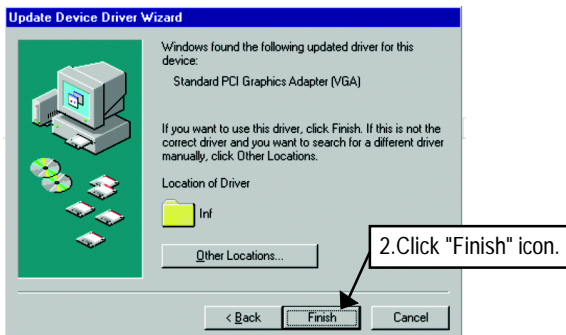 Update Device Driver Wizard
Windows found the following updated driver for this
device:
Standard PCI Graphics Adapter (VGA)
If you want to use this driver, click Finish. If this is not the
correct driver and you want to search for a different driver
manually, click Other Locations.
Location of Driver
Inf
Other Locations...
2.Click "Finish" icon.
< Back
Finish
Cancel